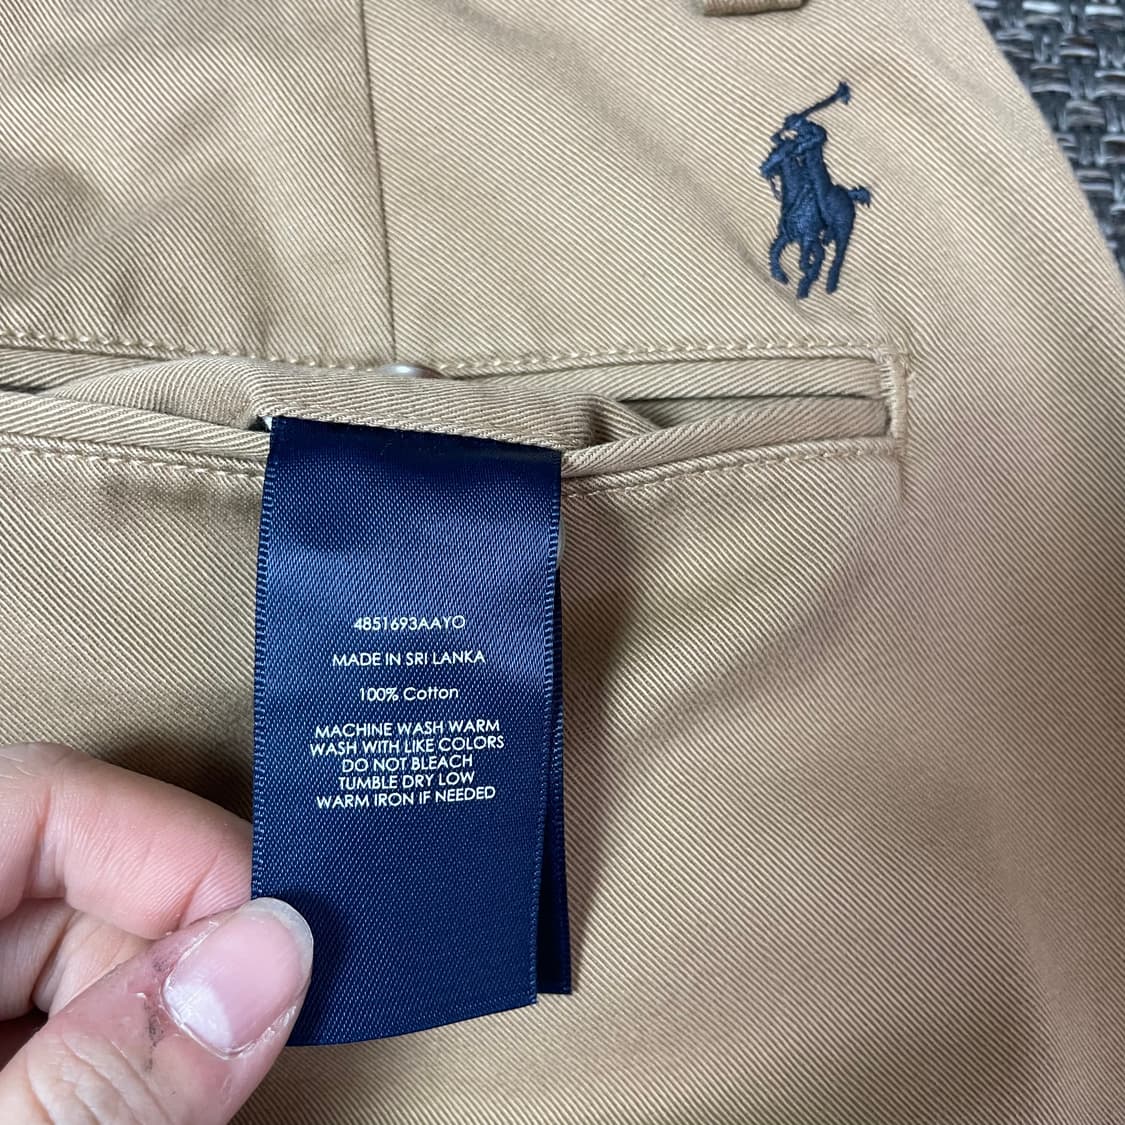 4851693AAYO
MADE IN SRI LANKA
100% Cotton
MACHINE WASH WARM
WASH WITH LIKE COLORS
DO NOT BLEACH
TUMBLE DRY LOW
WARM IRON IF NEEDED